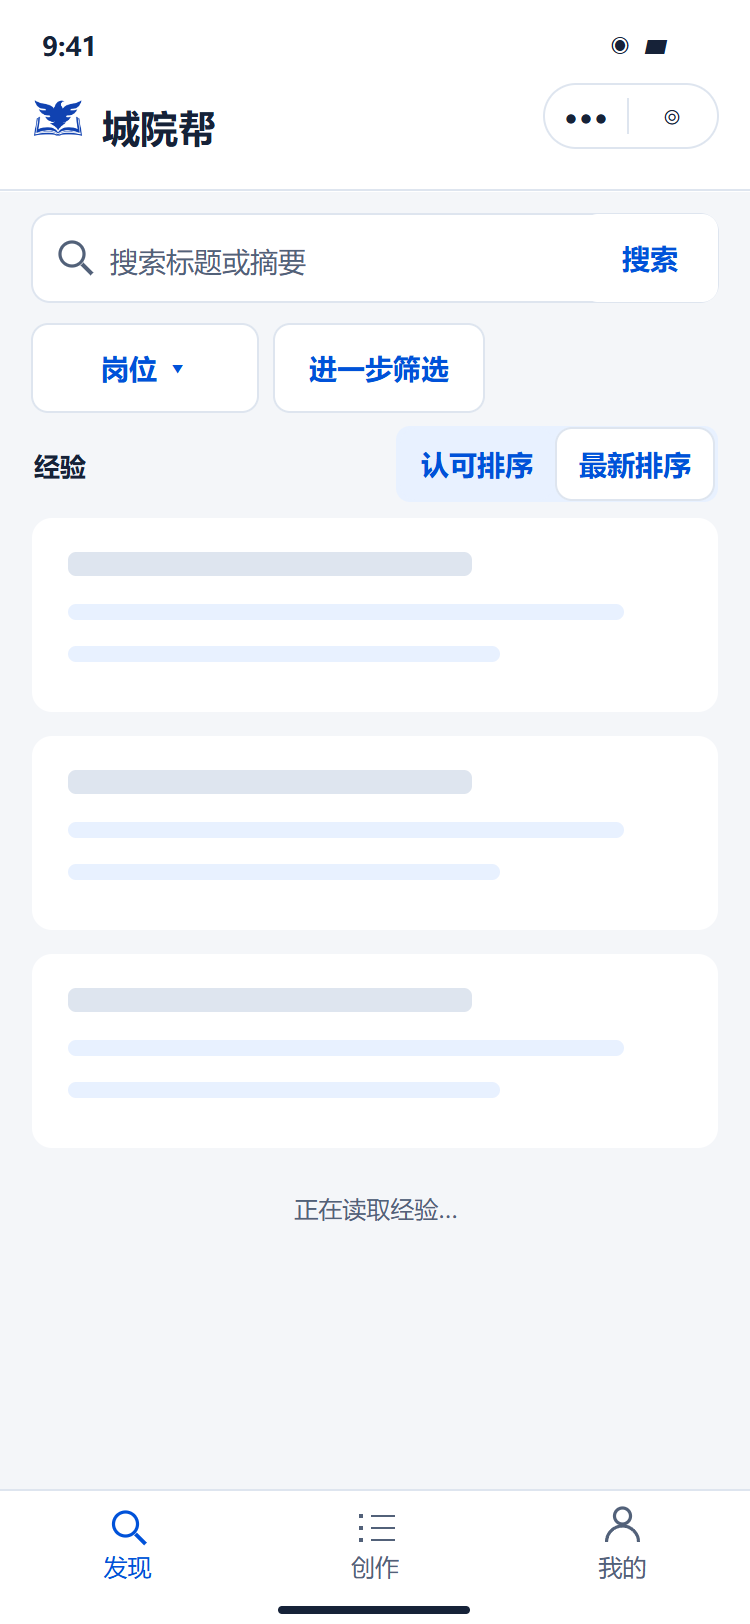 9:41
城院帮
搜索标题或摘要
搜索
岗位
进一步筛选
经验
认可排序
最新排序
正在读取经验...
发现
创作
我的